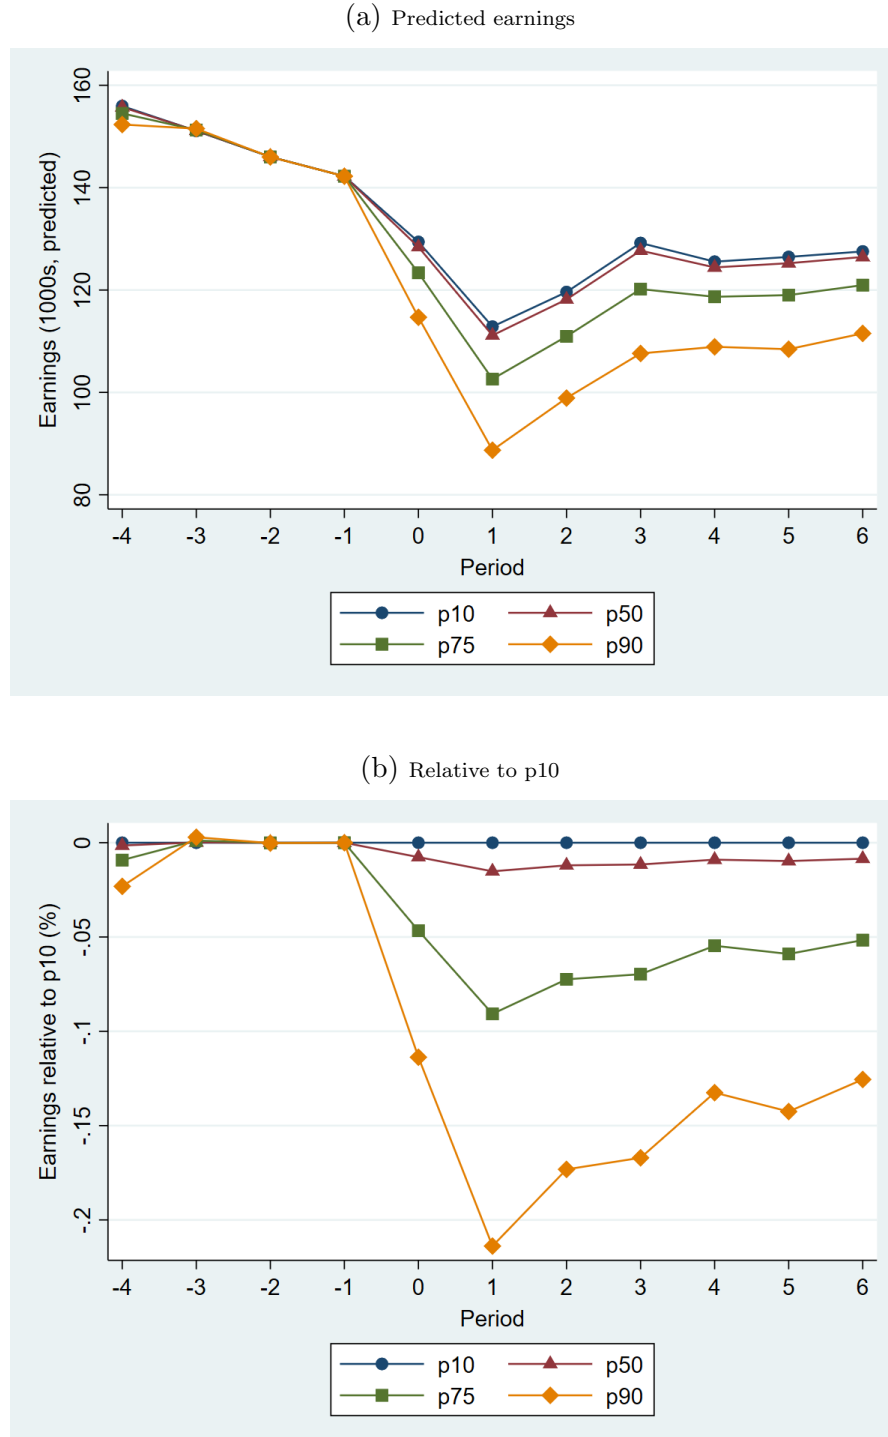 (a) Predicted earnings
Earnings (1000s, predicted)
160
140
120
100
80
-4 -3 -2 -1 0 1 2 3 4 5 6
Period
p10 p50
p75 p90
(b) Relative to p10
Earnings relative to p10 (%)
0
-.05
-.1
-.15
-.2
-4 -3 -2 -1 0 1 2 3 4 5 6
Period
p10 p50
p75 p90